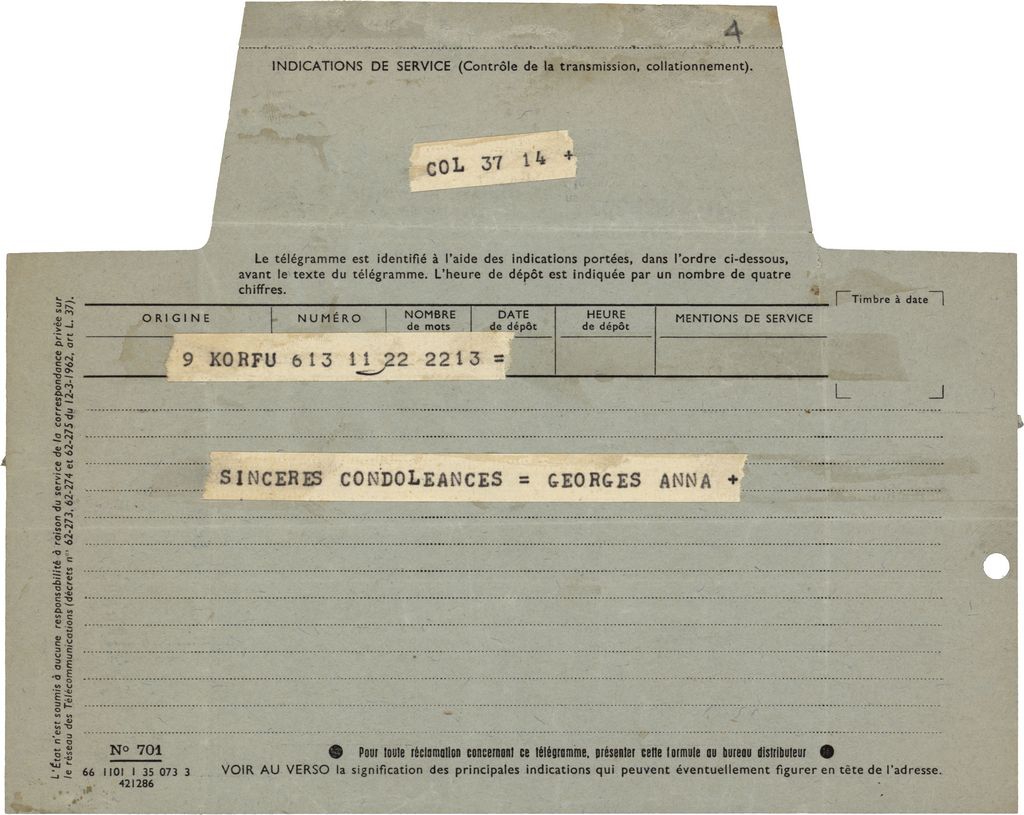 4
INDICATIONS DE SERVICE (Contrôle de la transmission, collationnement).
COL 37 14 +
Le télégramme est identifié à l'aide des indications portées, dans l'ordre ci-dessous,
avant le texte du télégramme. L'heure de dépôt est indiquée par un nombre de quatre
chiffres.
Timbre à date
ORIGINE NUMÉRO NOMBRE de mots DATE de dépôt HEURE de dépôt MENTIONS DE SERVICE
9 KORFU 613 11 22 2213 =
SINCERES CONDOLEANCES = GEORGES ANNA +
L'État n'est soumis à aucune responsabilité à raison du service de la correspondance privée sur
le réseau des Télécommunications (décrets nos 62-273, 62-274 et 62-275 du 12-3-1962, art L. 37).
No 701
66 1101 1 35 073 3
421286
Pour toute réclamation concernant ce télégramme, présenter cette formule au bureau distributeur
VOIR AU VERSO la signification des principales indications qui peuvent éventuellement figurer en tête de l'adresse.